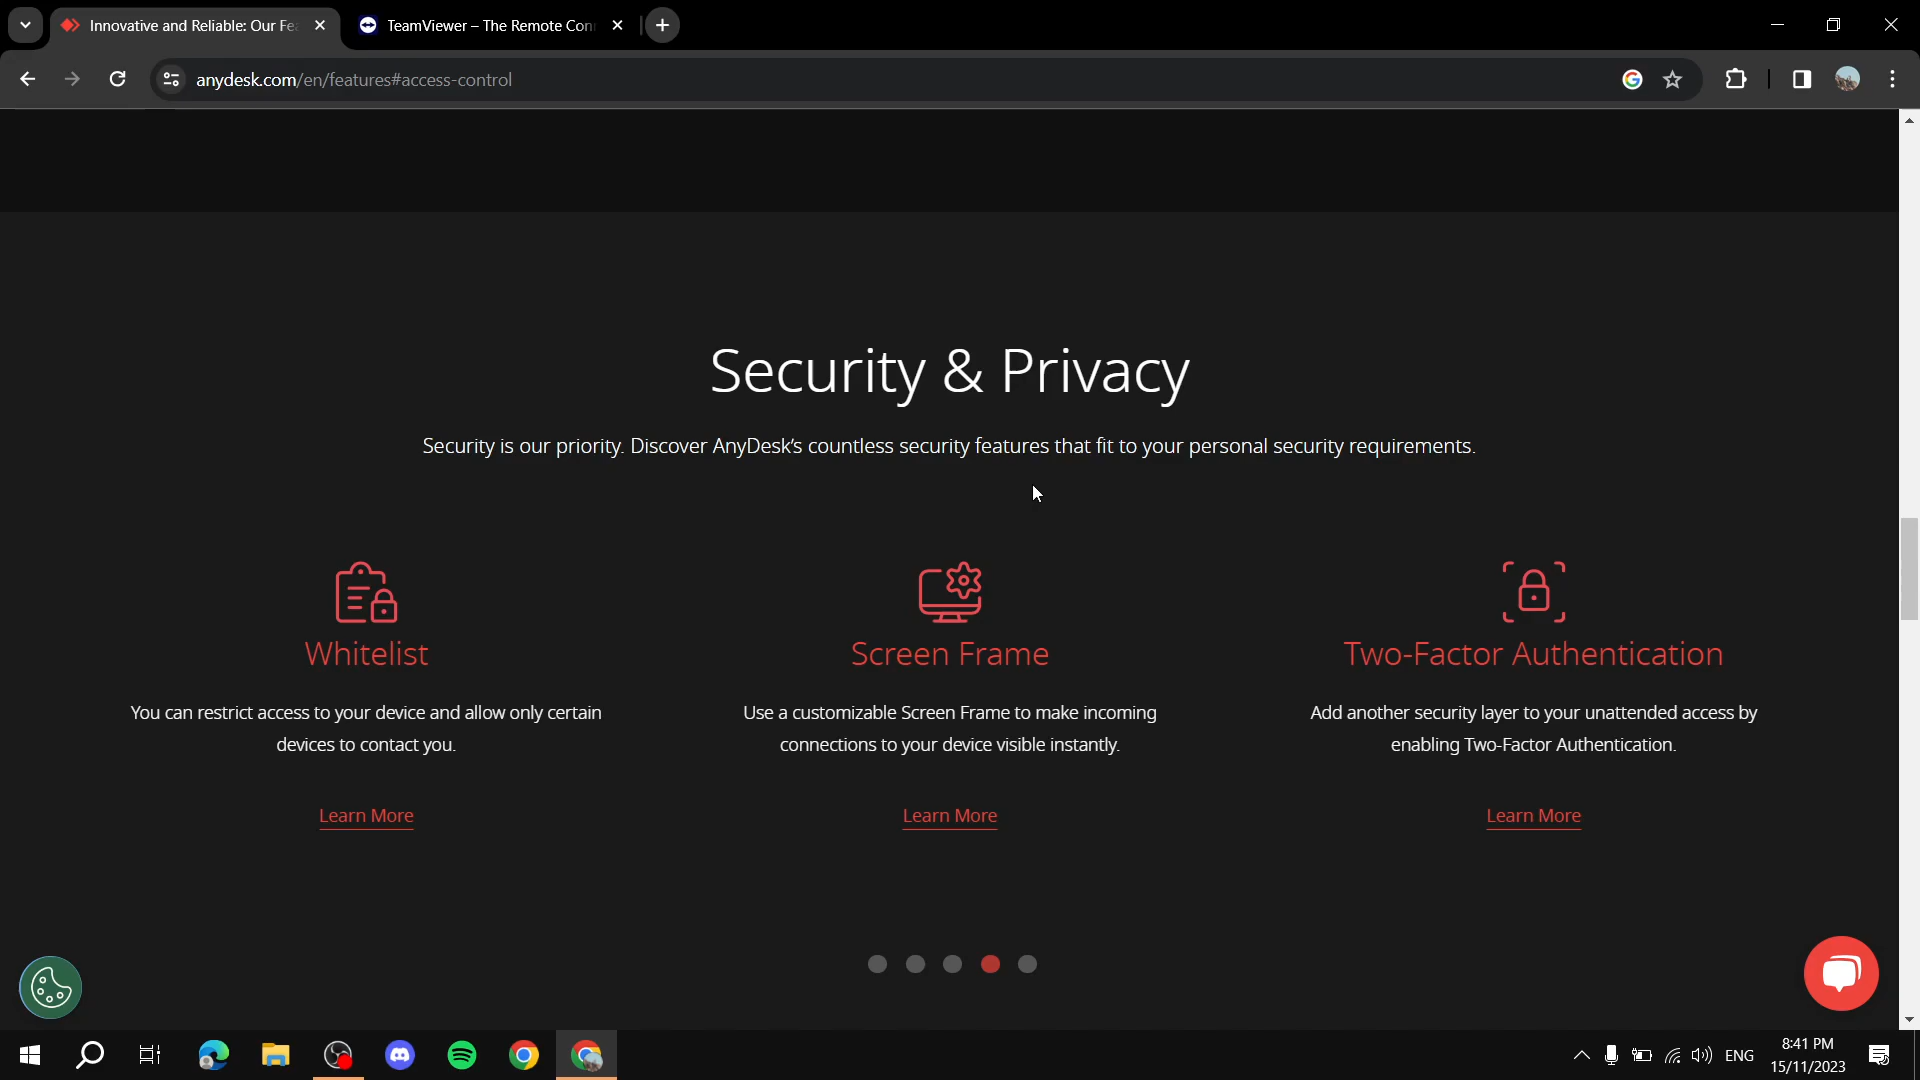 Innovative and Reliable: Our Fea
TeamViewer – The Remote Con
anydesk.com/en/features#access-control
Security & Privacy
Security is our priority. Discover AnyDesk's countless security features that fit to your personal security requirements.
Whitelist
You can restrict access to your device and allow only certain
devices to contact you.
Learn More
Screen Frame
Use a customizable Screen Frame to make incoming
connections to your device visible instantly.
Learn More
Two-Factor Authentication
Add another security layer to your unattended access by
enabling Two-Factor Authentication.
Learn More
ENG
8:41 PM
15/11/2023